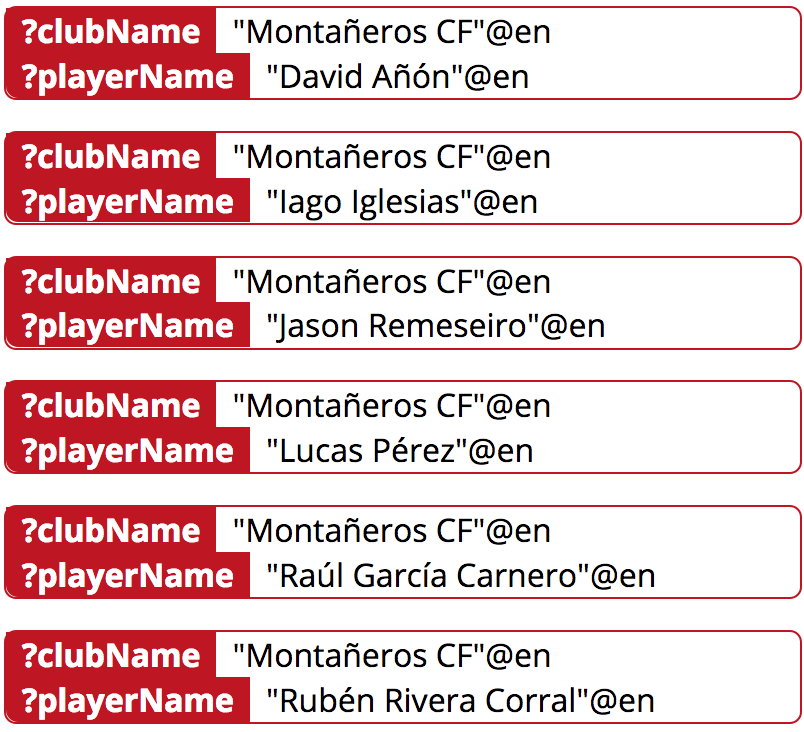 ?clubName "Montañeros CF"@en
?playerName "David Añón"@en
?clubName "Montañeros CF"@en
?playerName "Iago Iglesias"@en
?clubName "Montañeros CF"@en
?playerName "Jason Remeseiro"@en
?clubName "Montañeros CF"@en
?playerName "Lucas Pérez"@en
?clubName "Montañeros CF"@en
?playerName "Raúl García Carnero"@en
?clubName "Montañeros CF"@en
?playerName "Rubén Rivera Corral"@en